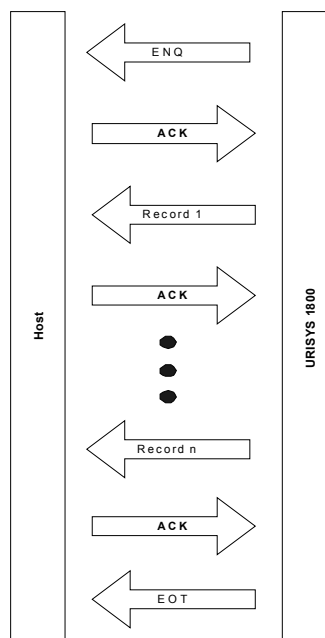 ENQ
ACK
Record 1
ACK
Host
URISYS 1800
Record n
ACK
EOT